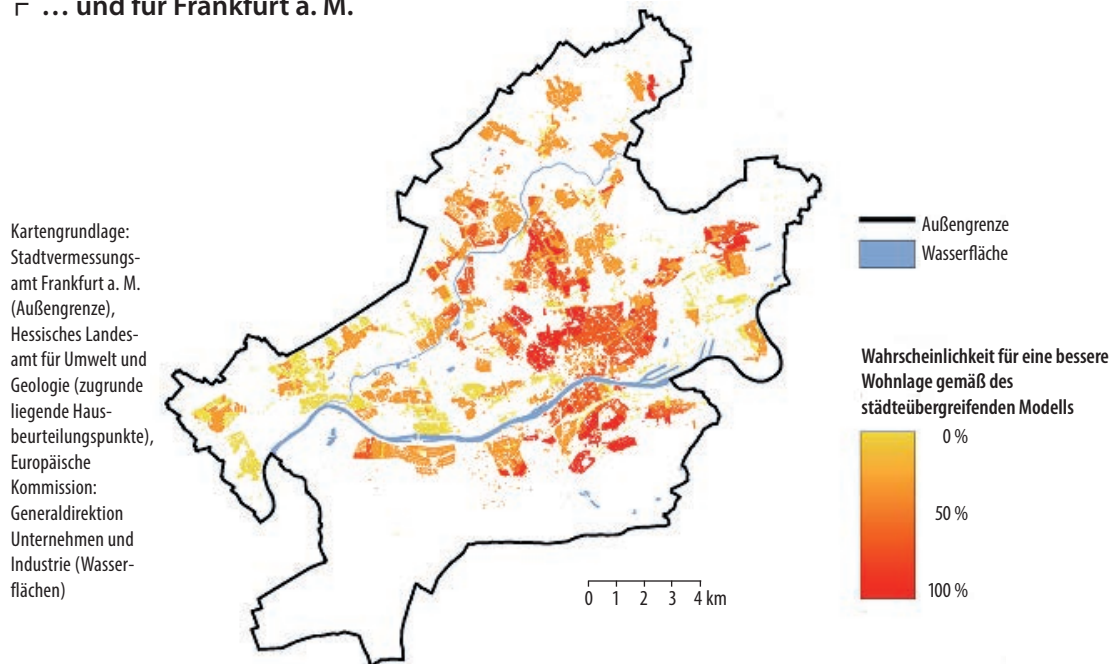 … und für Frankfurt a. M.
Kartengrundlage:
Stadtvermessungs-
amt Frankfurt a. M.
(Außengrenze),
Hessisches Landes-
amt für Umwelt und
Geologie (zugrunde
liegende Haus-
beurteilungspunkte),
Europäische
Kommission:
Generaldirektion
Unternehmen und
Industrie (Wasser-
flächen)
Außengrenze
Wasserfläche
Wahrscheinlichkeit für eine bessere
Wohnlage gemäß des
städteübergreifenden Modells
0 %
50 %
100 %
0 1 2 3 4 km